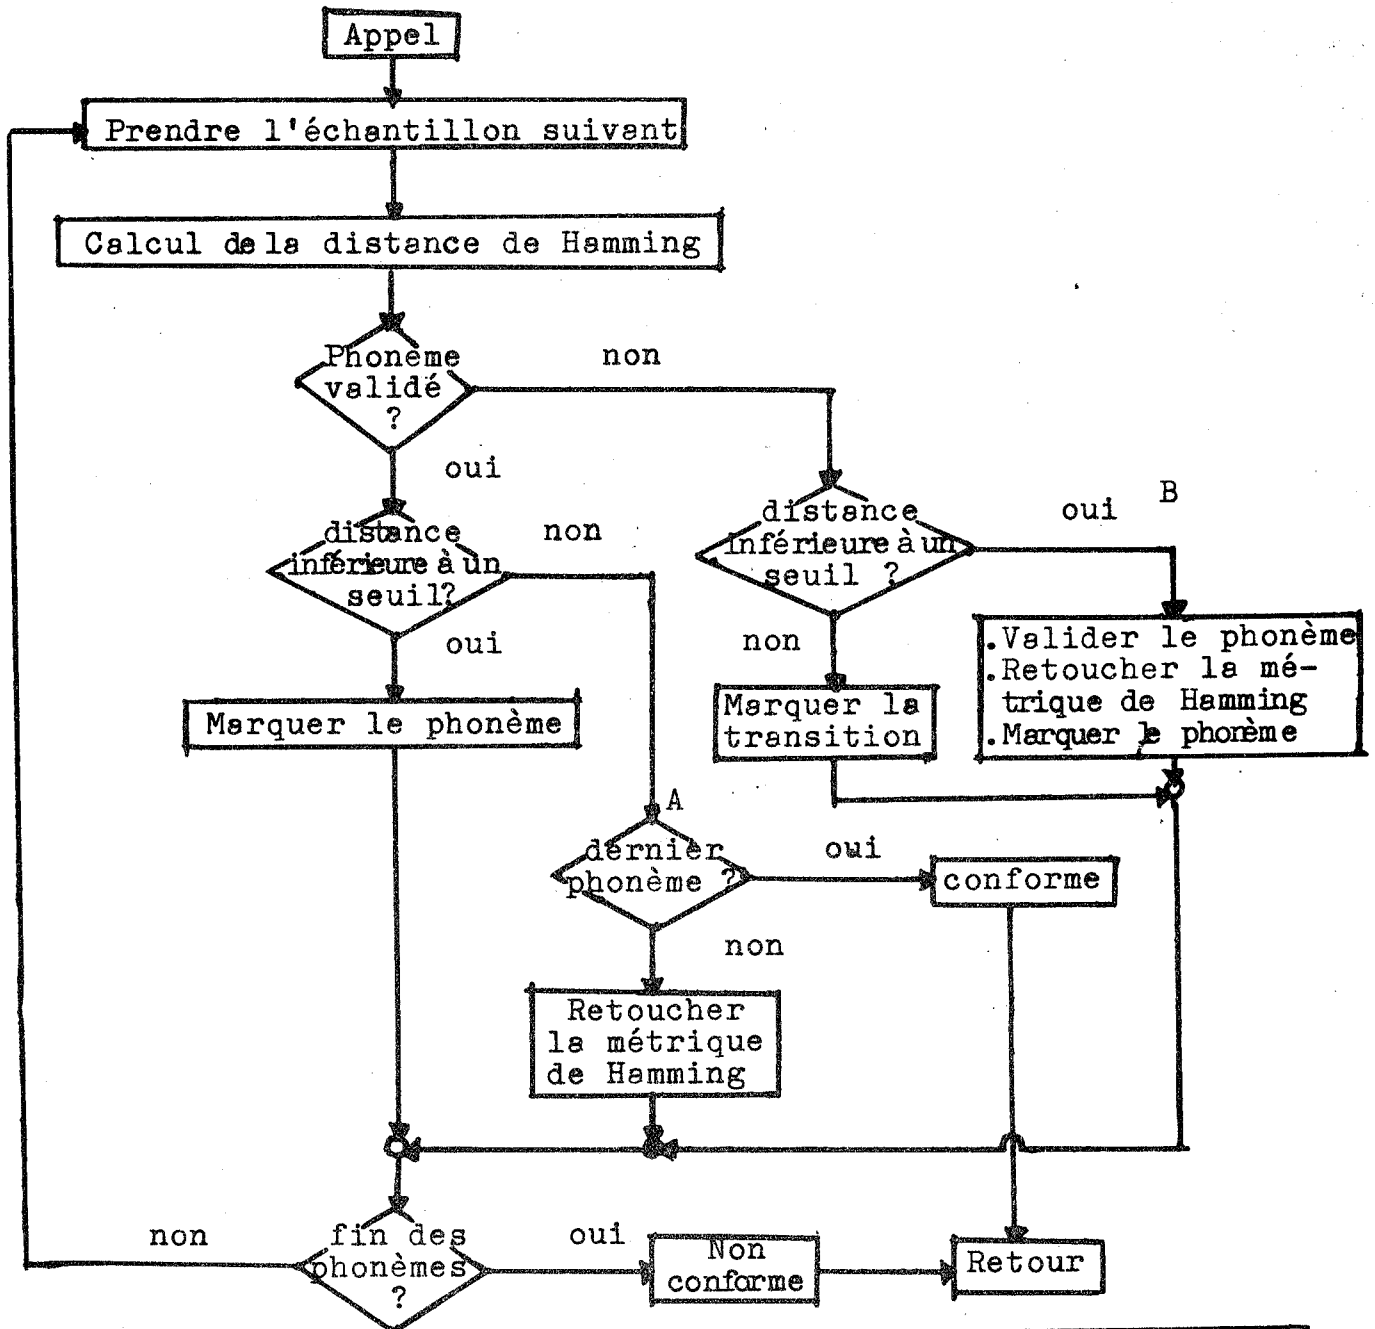 Appel
Prendre l'échantillon suivant
Calcul de la distance de Hamming
Phonème
validé
?
non
oui
distance
inférieure à un
seuil?
non
oui
Marquer le phonème
distance
inférieure à un
seuil ?
oui
B
non
Marquer la
transition
.Valider le phonème
.Retoucher la mé-
trique de Hamming
.Marquer le phonème
A
dernier
phonème ?
oui
conforme
non
Retoucher
la métrique
de Hamming
fin des
phonèmes
?
non
oui
Non
conforme
Retour